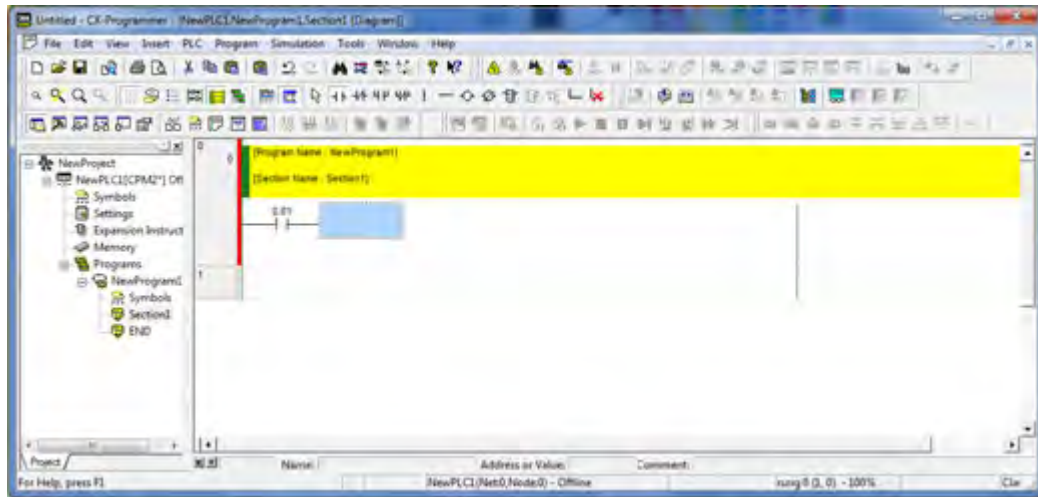 Untitled - CX-Programmer - [NewPLC1.NewProgram1.Section1 [Diagram]]
File Edit View Insert PLC Program Simulation Tools Window Help
0
0
[Program Name : NewProgram1]
[Section Name : Section1]
NewProject
NewPLC1[CPM2*] Off
Symbols
Settings
Expansion Instruct
Memory
Programs
NewProgram1
Symbols
Section1
END
0.01
1
Project
Name:
Address or Value:
Comment:
For Help, press F1
NewPLC1(Net:0,Node:0) - Offline
rung 0 (1, 0) - 100%